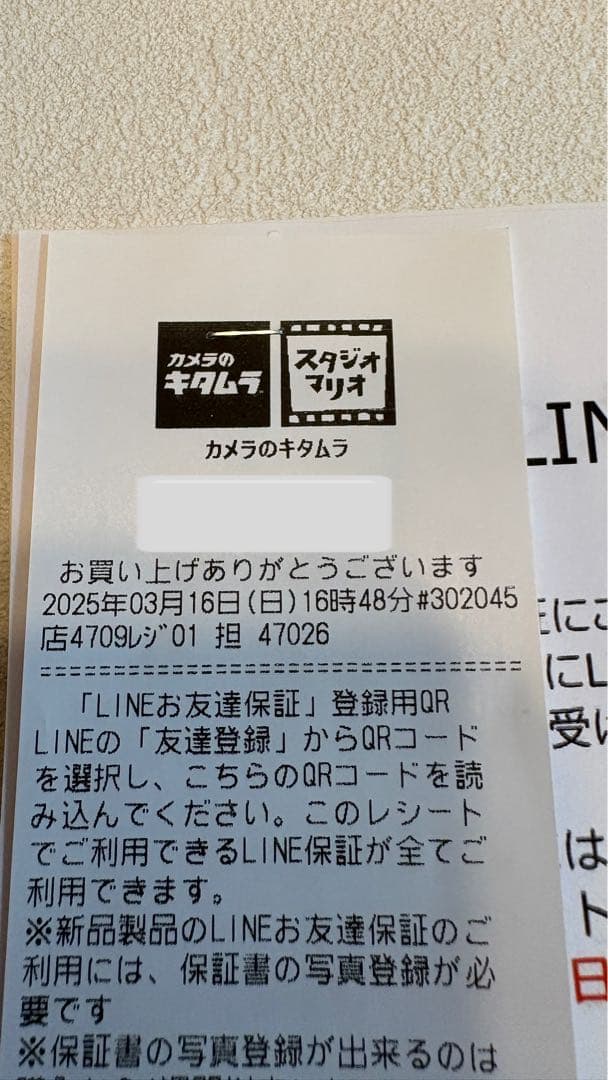 カメラの
キタムラ
スタジオ
マリオ
カメラのキタムラ
お買い上げありがとうございます
2025年03月16日(日)16時48分#302045
店4709ﾚｼﾞ01 担 47026
================================
「LINEお友達保証」登録用QR
LINEの「友達登録」からQRコード
を選択し、こちらのQRコードを読
み込んでください。このレシート
でご利用できるLINE保証が全てご
利用できます。
※新品製品のLINEお友達保証のご
利用には、保証書の写真登録が必
要です
※保証書の写真登録が出来るのは
LIN
にこ
にL
受け
は
ト
日